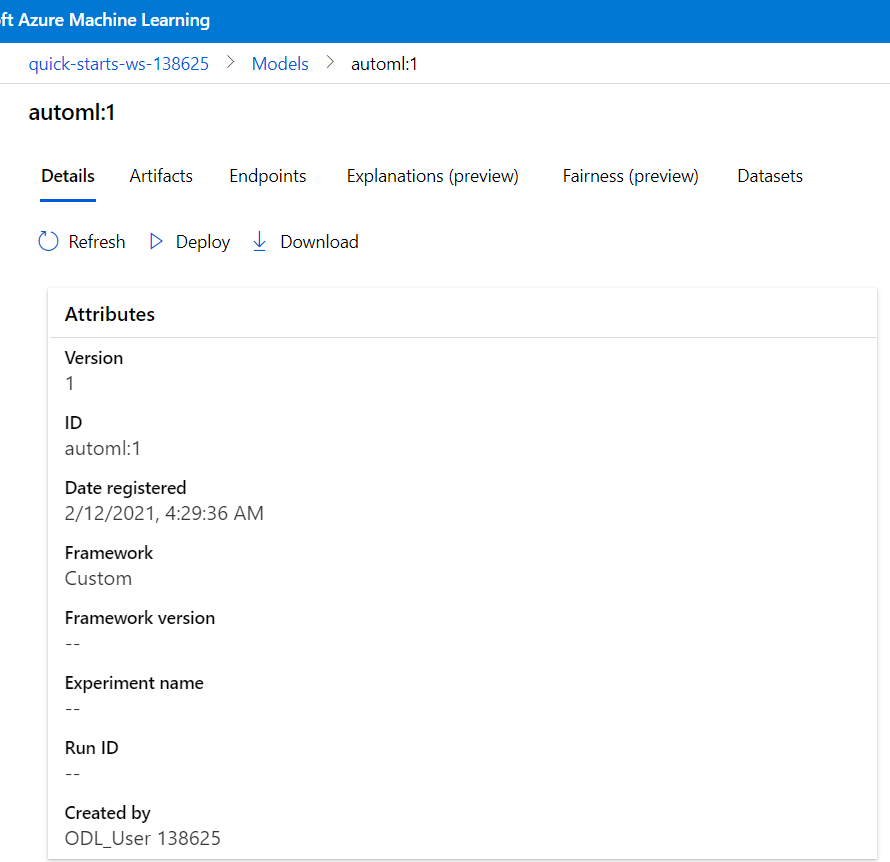 ft Azure Machine Learning
quick-starts-ws-138625 > Models > automl:1
automl:1
Details Artifacts Endpoints Explanations (preview) Fairness (preview) Datasets
Refresh Deploy Download
Attributes
Version
1
ID
automl:1
Date registered
2/12/2021, 4:29:36 AM
Framework
Custom
Framework version
--
Experiment name
--
Run ID
--
Created by
ODL_User 138625